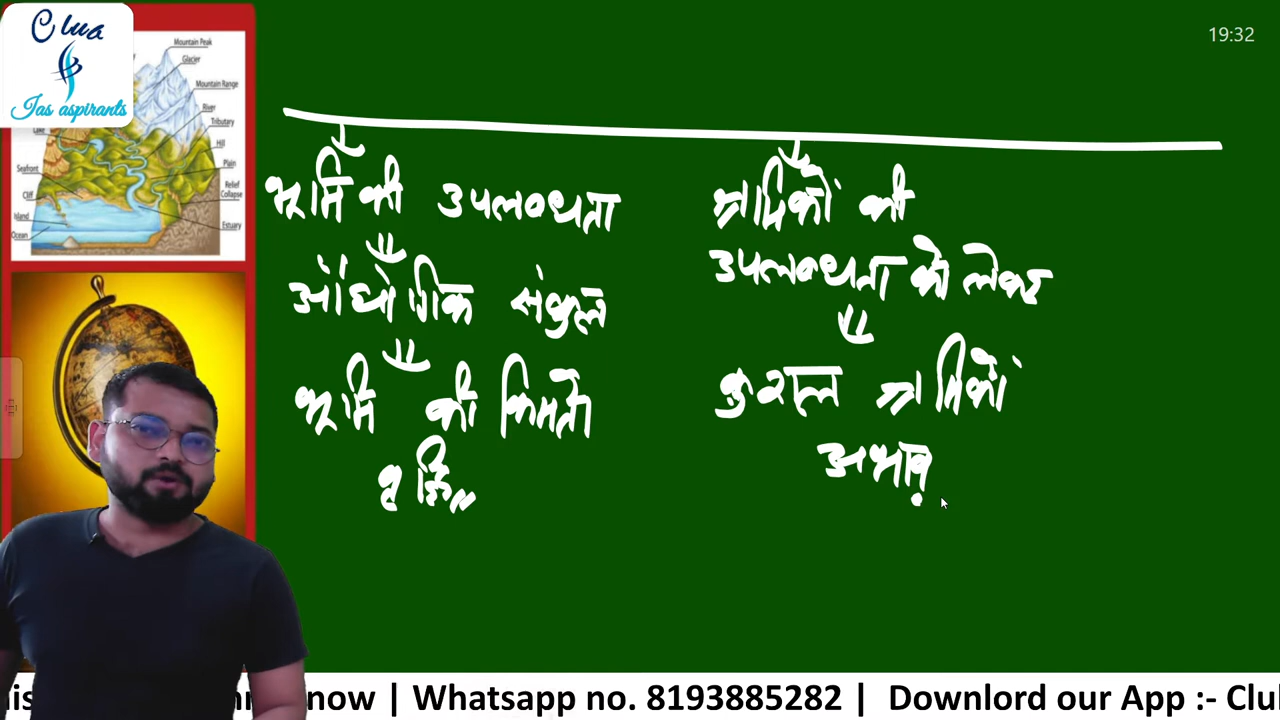 Clua
Ias aspirants
Mountain Peak
Glacier
Mountain Range
River
Tributary
Hill
Plain
Relief
Collapse
Estuary
Lake
Seafont
Cliff
Island
Ocean
19:32
भूमि की उपलब्धता
औद्योगिक संकुल
भूमि की किमतो
वृद्धि
श्रमिकों की
उपलब्धता को लेकर
कुशल श्रमिकों
अभाव
now | Whatsapp no. 8193885282 | Downlord our App :- Clu